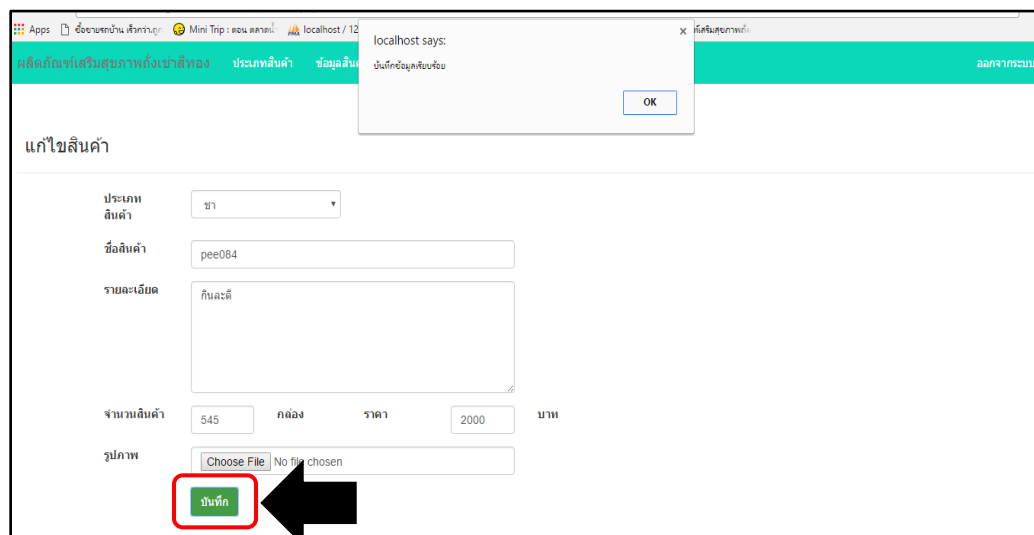 Apps ซื้อขายรถบ้าน เร็วกว่า,ถูก Mini Trip : ตอน ตลาดน้ localhost / 12
localhost says:
บันทึกข้อมูลเรียบร้อย
OK
ผลิตภัณฑ์เสริมสุขภาพถั่งเช่าสีทอง ประเภทสินค้า ข้อมูลสิน ออกจากระบบ
แก้ไขสินค้า
ประเภท
สินค้า
ชา
ชื่อสินค้า pee084
รายละเอียด กินละดี
จำนวนสินค้า 545 กล่อง ราคา 2000 บาท
รูปภาพ Choose File No file chosen
บันทึก